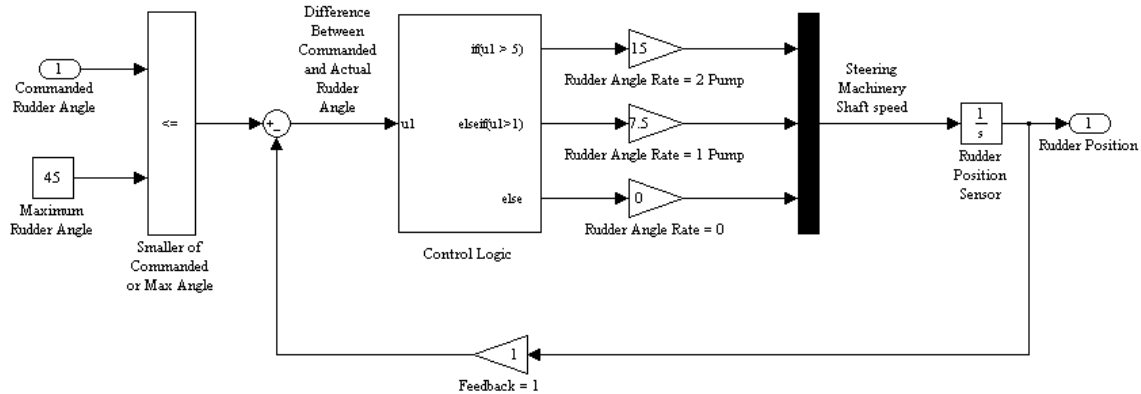 1
Commanded
Rudder Angle
45
Maximum
Rudder Angle
<=
Smaller of
Commanded
or Max Angle
+
−
Difference
Between
Commanded
and Actual
Rudder
Angle
u1
if(u1 > 5)
elseif(u1>1)
else
Control Logic
15
Rudder Angle Rate = 2 Pump
7.5
Rudder Angle Rate = 1 Pump
0
Rudder Angle Rate = 0
Steering
Machinery
Shaft speed
1
s
Rudder
Position
Sensor
1
Rudder Position
1
Feedback = 1